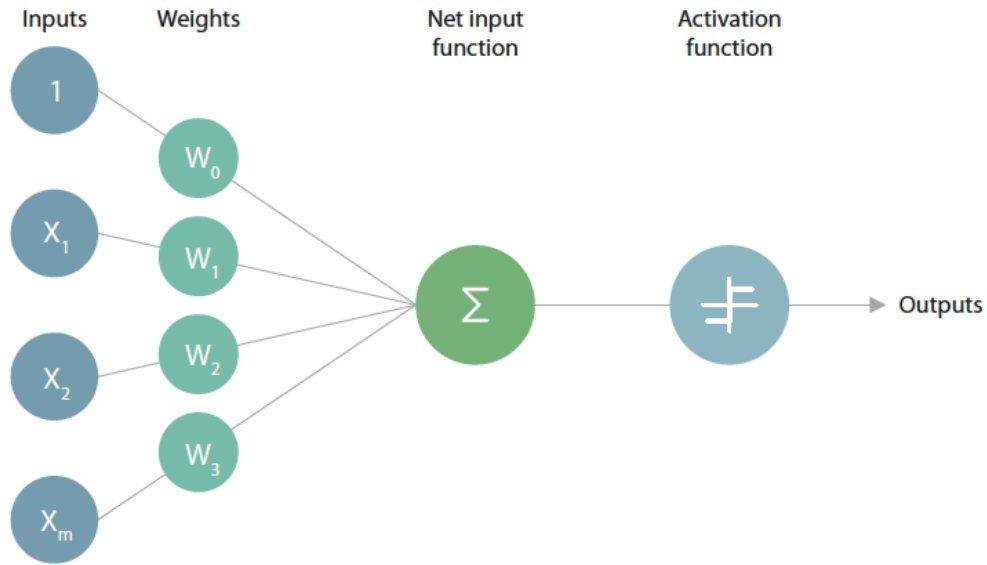 Inputs
Weights
Net input
function
Activation
function
1
X₁
X₂
Xₘ
W₀
W₁
W₂
W₃
Σ
Outputs